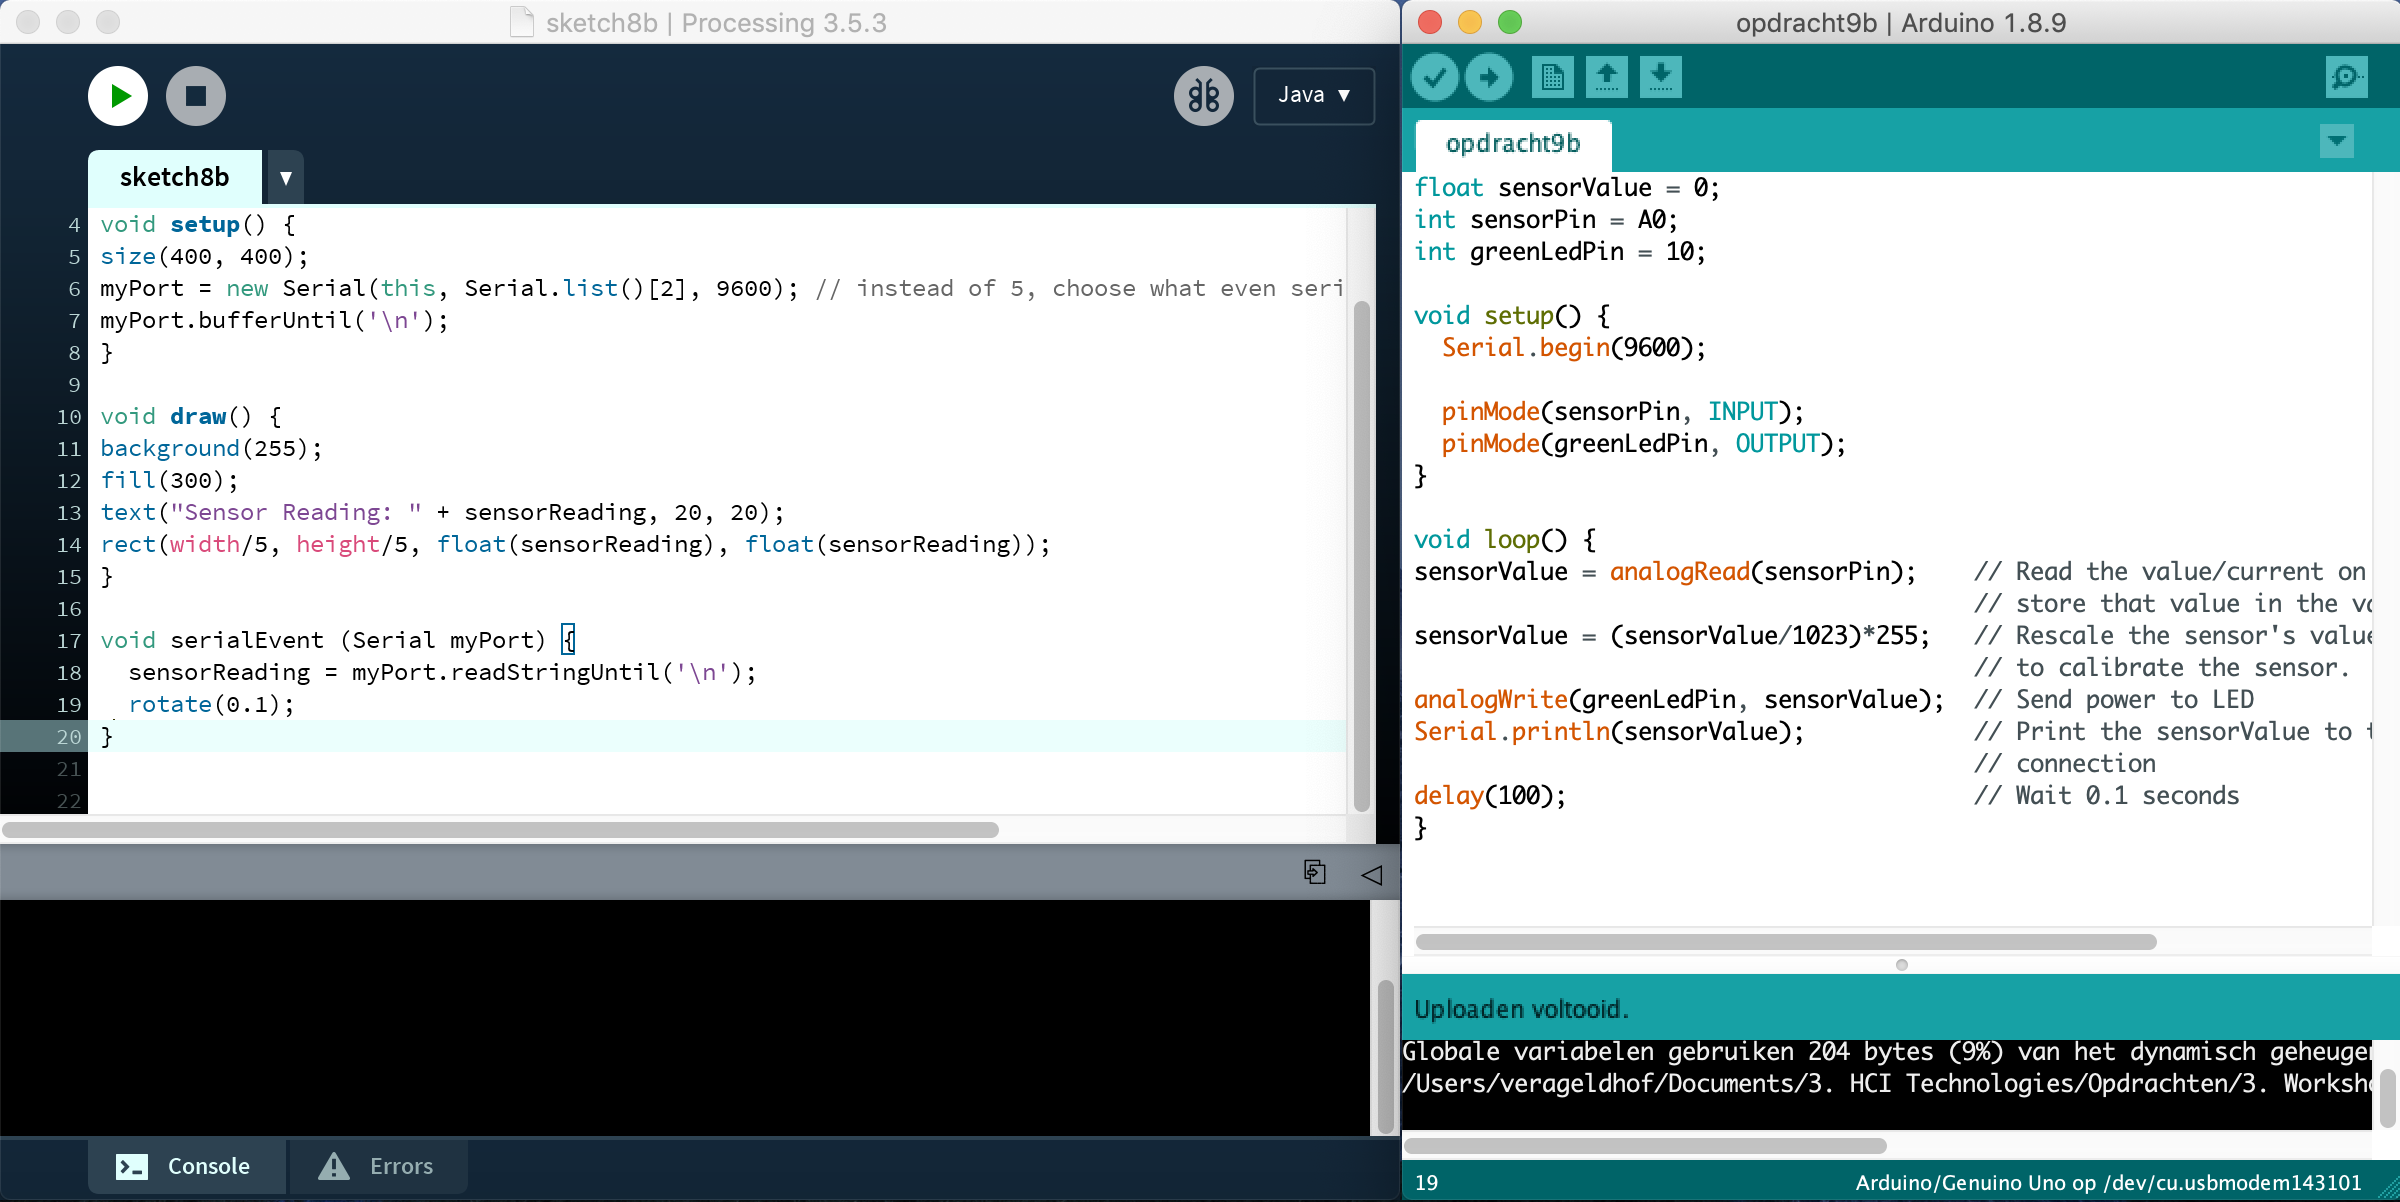 sketch8b | Processing 3.5.3
Java ▼
sketch8b ▼
4 void setup() {
5 size(400, 400);
6 myPort = new Serial(this, Serial.list()[2], 9600); // instead of 5, choose what even seri
7 myPort.bufferUntil('\n');
8 }
9
10 void draw() {
11 background(255);
12 fill(300);
13 text("Sensor Reading: " + sensorReading, 20, 20);
14 rect(width/5, height/5, float(sensorReading), float(sensorReading));
15 }
16
17 void serialEvent (Serial myPort) {
18   sensorReading = myPort.readStringUntil('\n');
19   rotate(0.1);
20 }
21
22
Console
Errors
opdracht9b | Arduino 1.8.9
opdracht9b
float sensorValue = 0;
int sensorPin = A0;
int greenLedPin = 10;
void setup() {
  Serial.begin(9600);
  pinMode(sensorPin, INPUT);
  pinMode(greenLedPin, OUTPUT);
}
void loop() {
sensorValue = analogRead(sensorPin);    // Read the value/current on
// store that value in the va
sensorValue = (sensorValue/1023)*255;   // Rescale the sensor's value
// to calibrate the sensor.
analogWrite(greenLedPin, sensorValue);  // Send power to LED
Serial.println(sensorValue);            // Print the sensorValue to t
// connection
delay(100);                             // Wait 0.1 seconds
}
Uploaden voltooid.
Globale variabelen gebruiken 204 bytes (9%) van het dynamisch geheugen
/Users/verageldhof/Documents/3. HCI Technologies/Opdrachten/3. Worksho
19
Arduino/Genuino Uno op /dev/cu.usbmodem143101